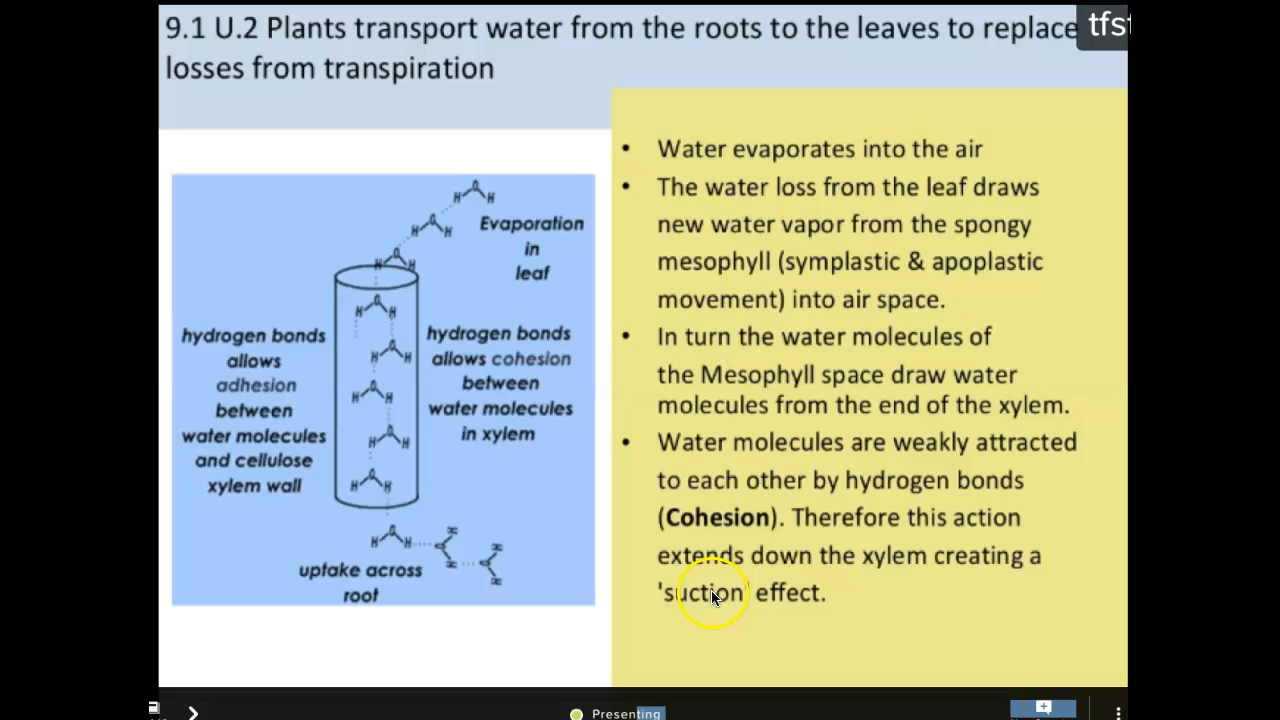 9.1 U.2 Plants transport water from the roots to the leaves to replace
losses from transpiration
tfst
H O H
H O H
Evaporation
in
leaf
H O H
H O H
H O H
H O H
H O H
H O H
hydrogen bonds
allows
adhesion
between
water molecules
and cellulose
xylem wall
hydrogen bonds
allows cohesion
between
water molecules
in xylem
H O H
uptake across
root
• Water evaporates into the air
• The water loss from the leaf draws
new water vapor from the spongy
mesophyll (symplastic & apoplastic
movement) into air space.
• In turn the water molecules of
the Mesophyll space draw water
molecules from the end of the xylem.
• Water molecules are weakly attracted
to each other by hydrogen bonds
(Cohesion). Therefore this action
extends down the xylem creating a
'suction' effect.
Presenting